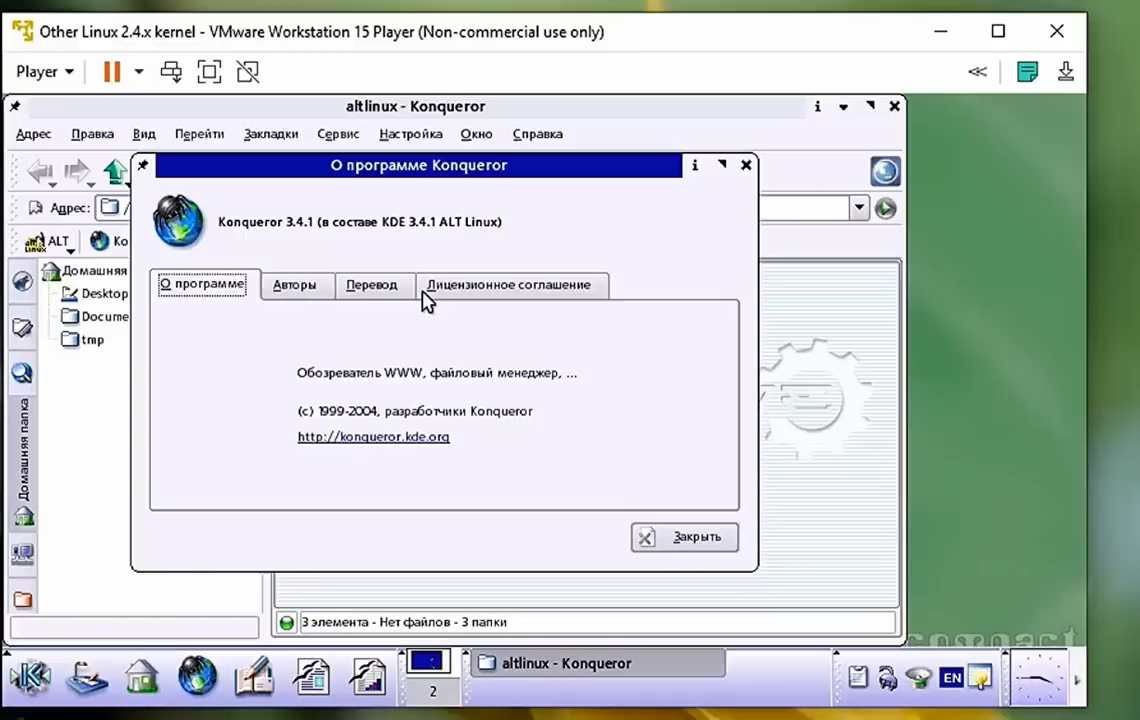 Other Linux 2.4.x kernel - VMware Workstation 15 Player (Non-commercial use only)
Player
altlinux - Konqueror
Адрес Правка Вид Перейти Закладки Сервис Настройка Окно Справка
О программе Konqueror
Адрес: /
Konqueror 3.4.1 (в составе KDE 3.4.1 ALT Linux)
ALT Ko
Домашняя
О программе Авторы Перевод Лицензионное соглашение
Desktop
Docume
tmp
Обозреватель WWW, файловый менеджер, ...
(c) 1999-2004, разработчики Konqueror
http://konqueror.kde.org
Домашняя папка
Закрыть
3 элемента - Нет файлов - 3 папки
compact
altlinux - Konqueror
EN
2